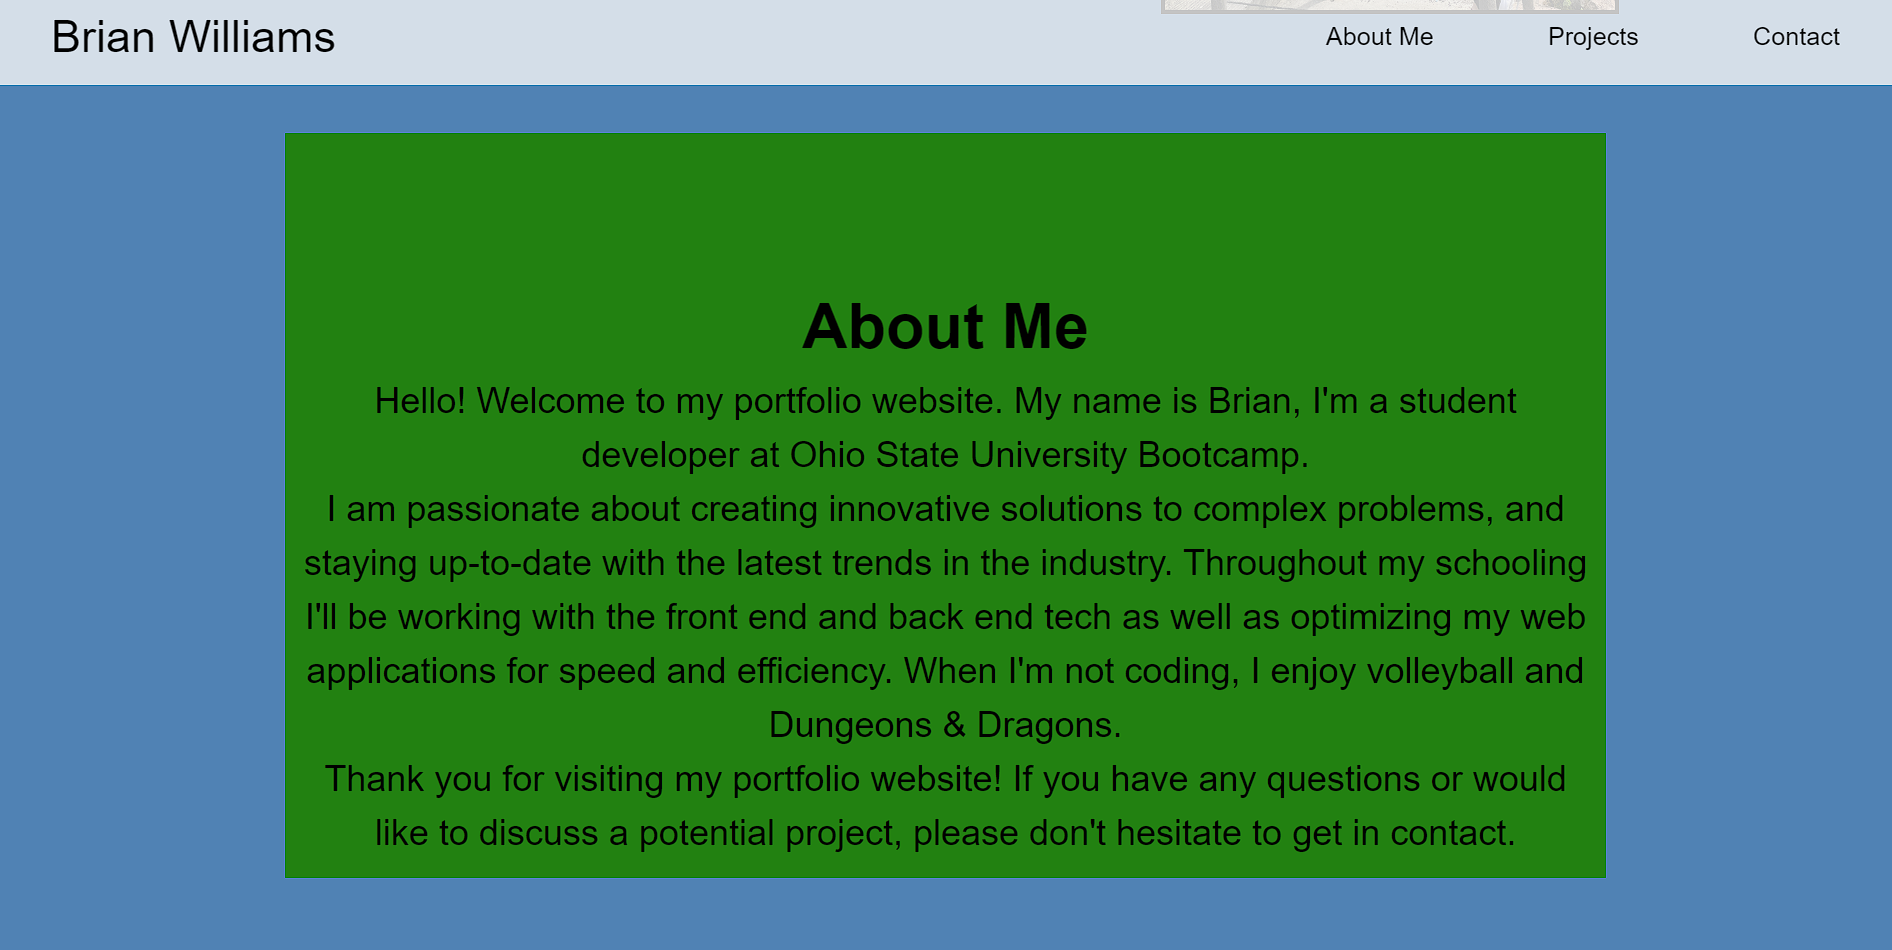 Brian Williams
About Me
Projects
Contact
About Me
Hello! Welcome to my portfolio website. My name is Brian, I'm a student
developer at Ohio State University Bootcamp.
I am passionate about creating innovative solutions to complex problems, and
staying up-to-date with the latest trends in the industry. Throughout my schooling
I'll be working with the front end and back end tech as well as optimizing my web
applications for speed and efficiency. When I'm not coding, I enjoy volleyball and
Dungeons & Dragons.
Thank you for visiting my portfolio website! If you have any questions or would
like to discuss a potential project, please don't hesitate to get in contact.